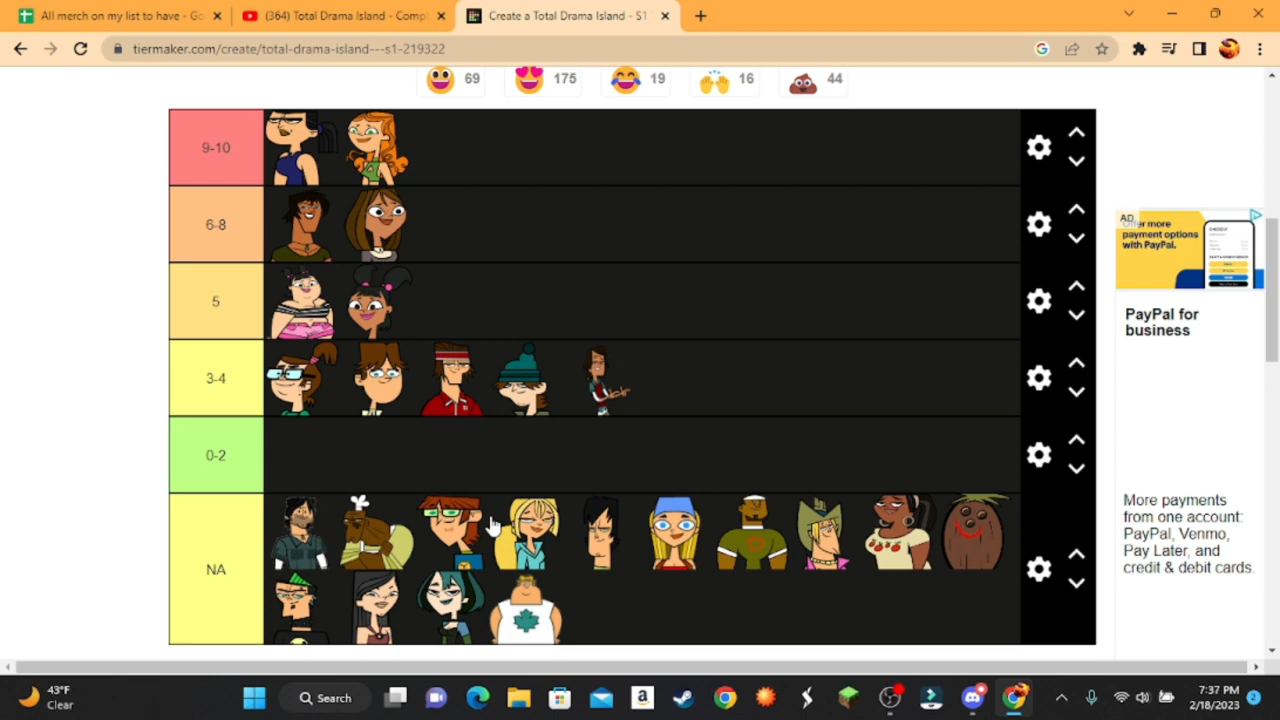 All merch on my list to have - Go
(364) Total Drama Island - Compl
Create a Total Drama Island - S1
tiermaker.com/create/total-drama-island---s1-219322
69
175
19
16
44
9-10
6-8
5
3-4
0-2
NA
AD
Offer more
payment options
with PayPal.
PayPal for
business
More payments
from one account:
PayPal, Venmo,
Pay Later, and
credit & debit cards.
43°F
Clear
Search
7:37 PM
2/18/2023
2